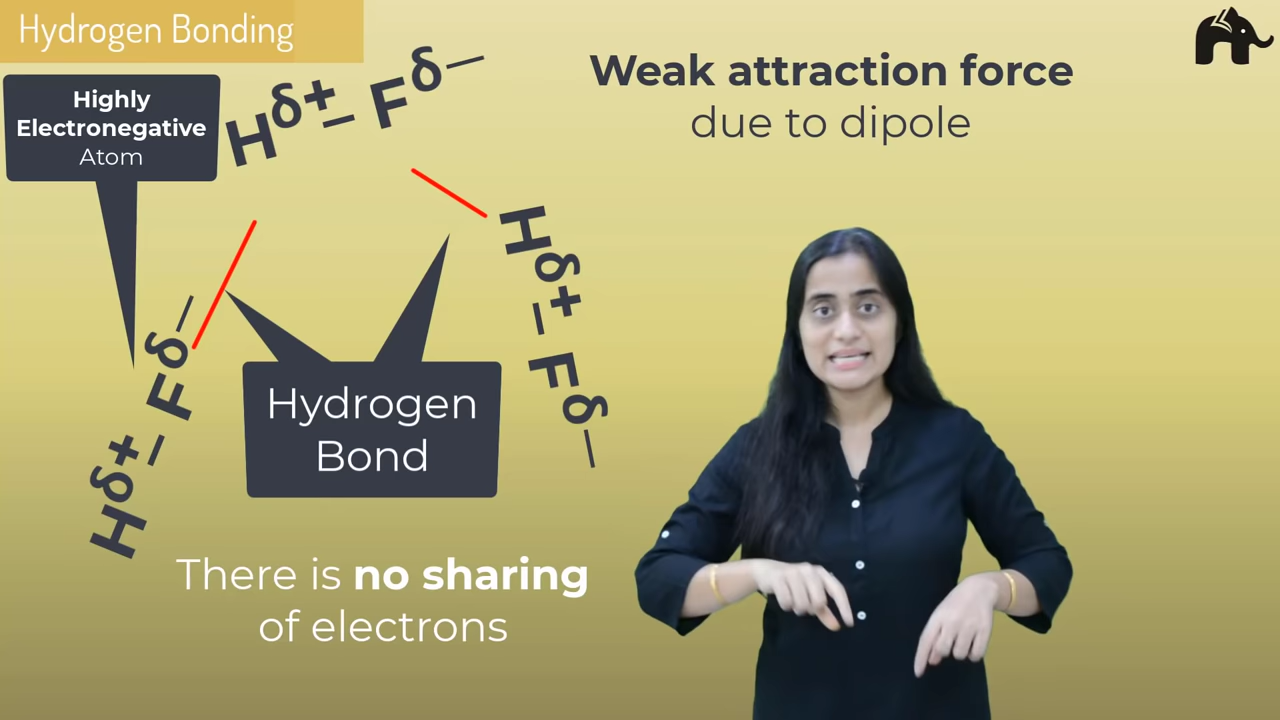 Hydrogen Bonding
Highly
Electronegative
Atom
Hδ+ – Fδ–
Weak attraction force
due to dipole
Hδ+ – Fδ–
Hδ+ – Fδ–
Hydrogen
Bond
There is no sharing
of electrons